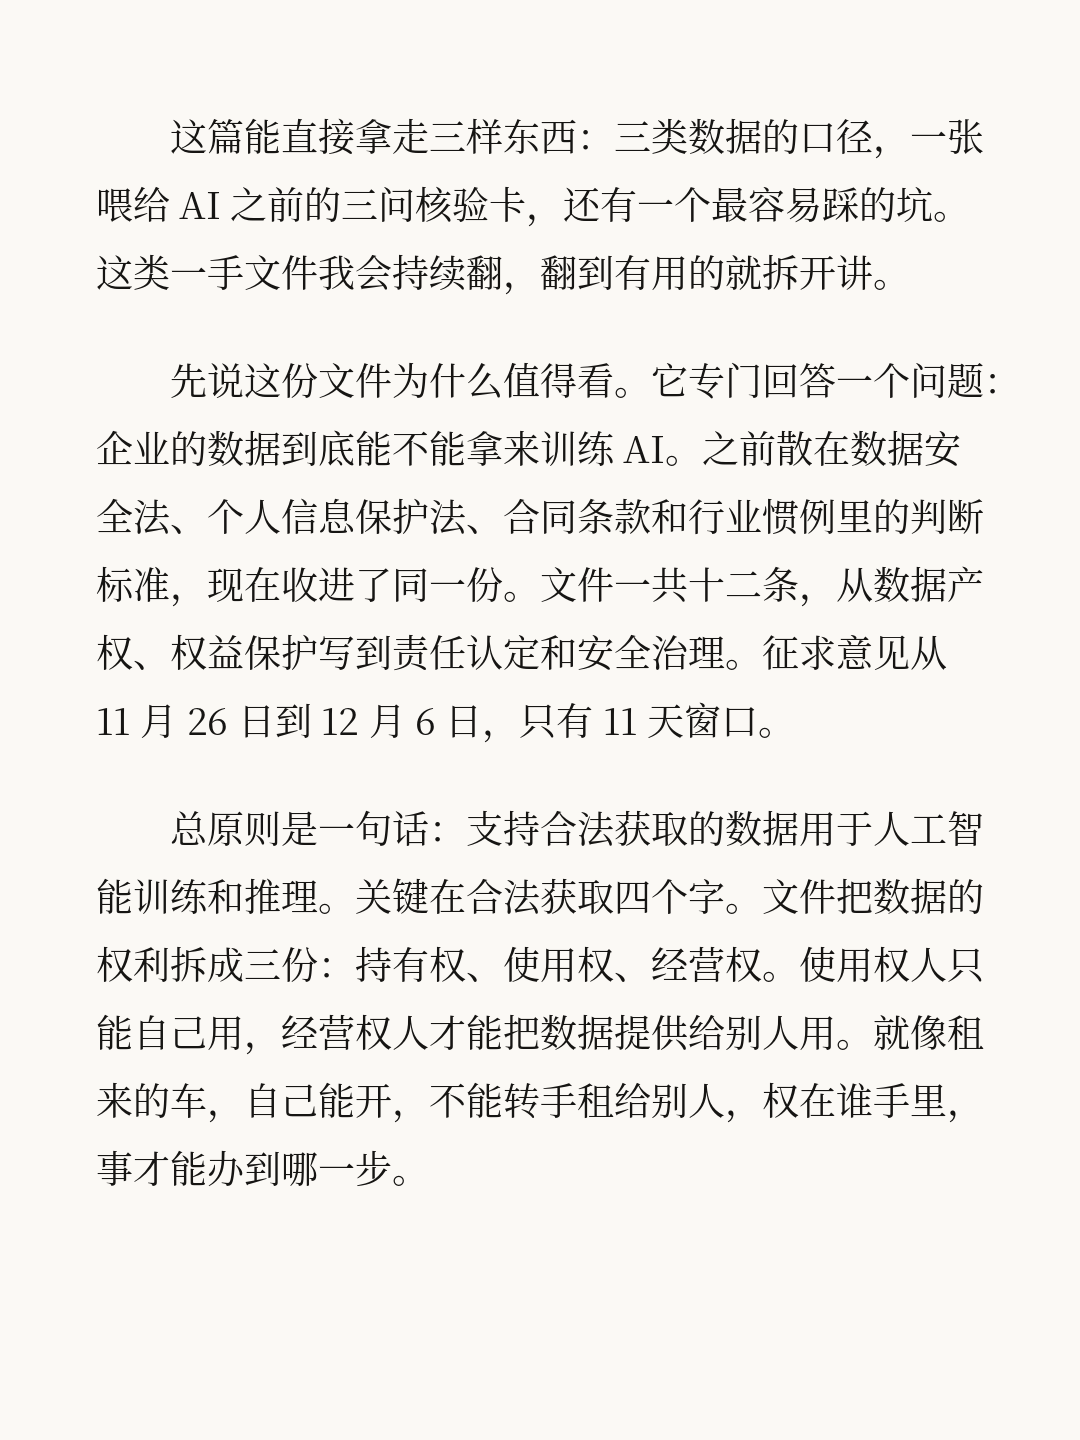 这篇能直接拿走三样东西：三类数据的口径，一张
喂给 AI 之前的三问核验卡，还有一个最容易踩的坑。
这类一手文件我会持续翻，翻到有用的就拆开讲。
先说这份文件为什么值得看。它专门回答一个问题：
企业的数据到底能不能拿来训练 AI。之前散在数据安
全法、个人信息保护法、合同条款和行业惯例里的判断
标准，现在收进了同一份。文件一共十二条，从数据产
权、权益保护写到责任认定和安全治理。征求意见从
11 月 26 日到 12 月 6 日，只有 11 天窗口。
总原则是一句话：支持合法获取的数据用于人工智
能训练和推理。关键在合法获取四个字。文件把数据的
权利拆成三份：持有权、使用权、经营权。使用权人只
能自己用，经营权人才能把数据提供给别人用。就像租
来的车，自己能开，不能转手租给别人，权在谁手里，
事才能办到哪一步。